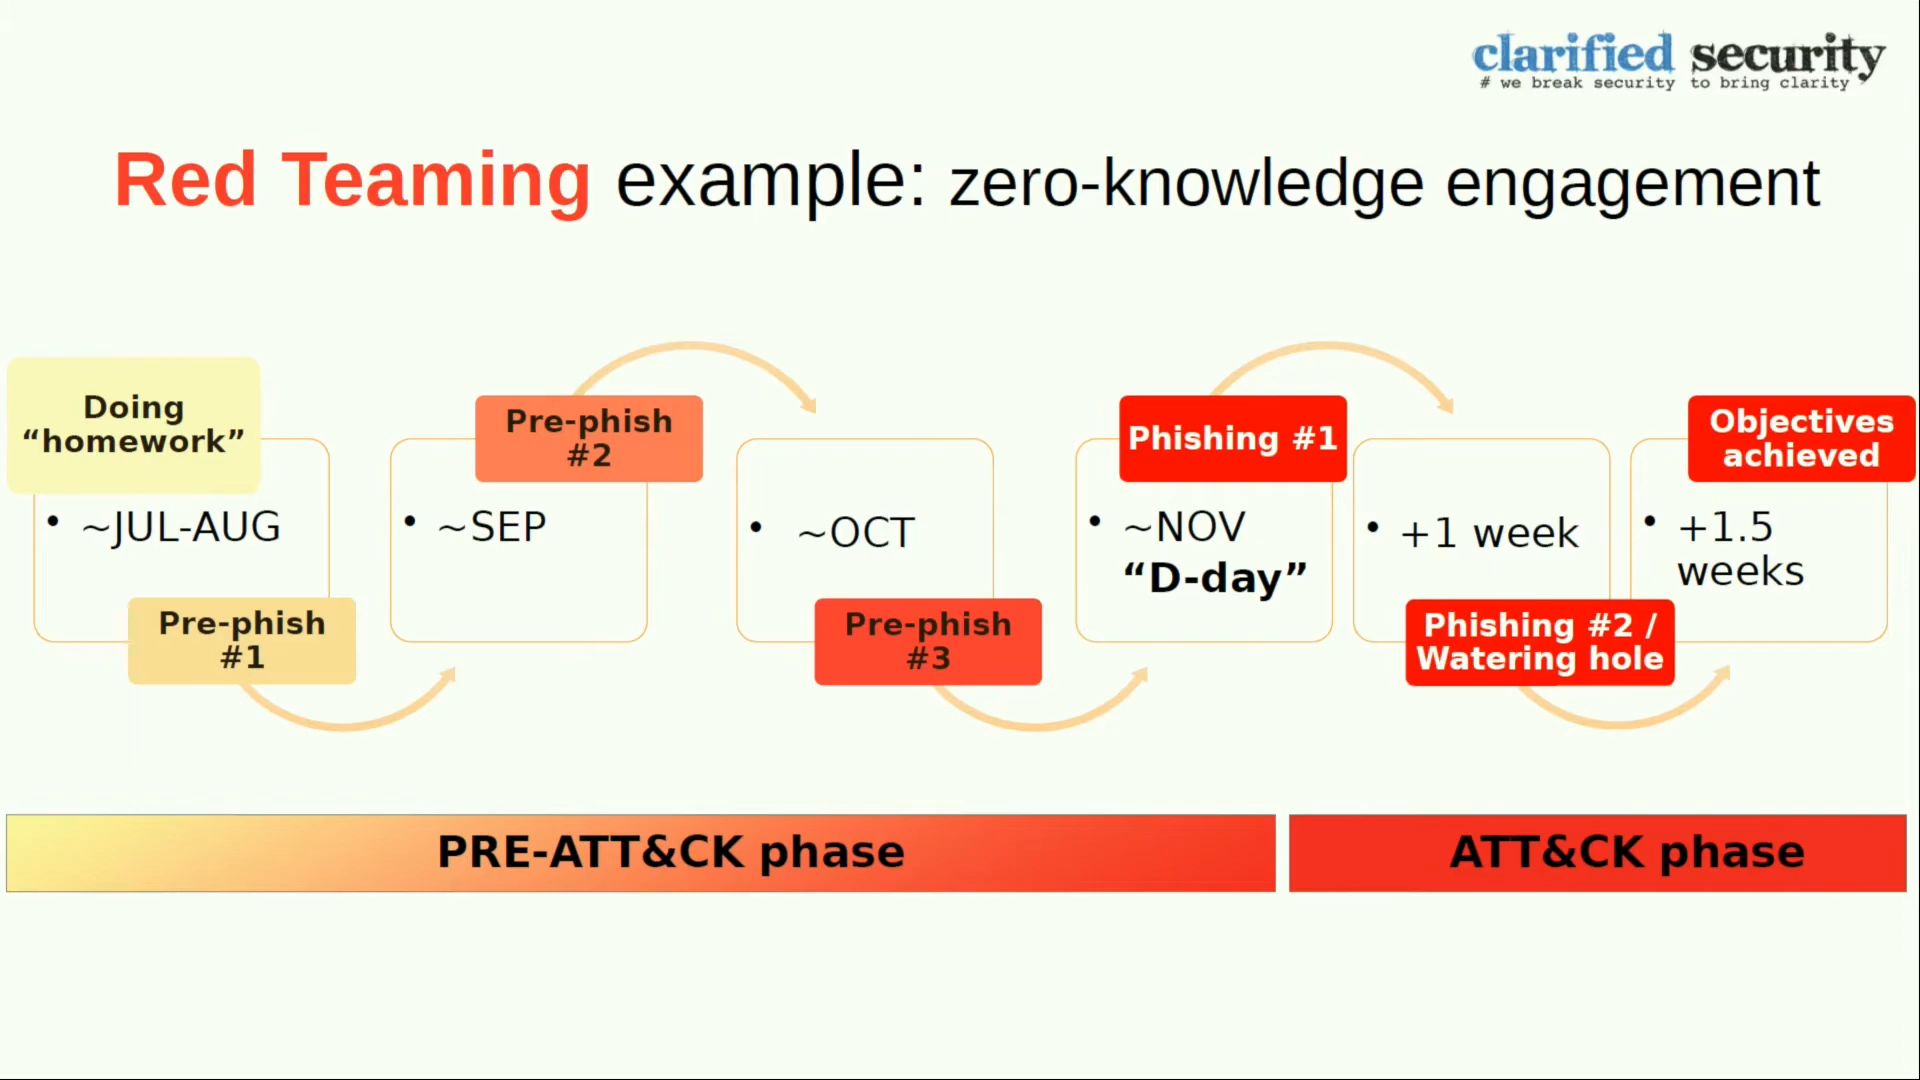 clarified security
# we break security to bring clarity
Red Teaming example: zero-knowledge engagement
Doing
“homework”
• ~JUL-AUG
Pre-phish
#1
Pre-phish
#2
• ~SEP
• ~OCT
Pre-phish
#3
Phishing #1
• ~NOV
“D-day”
• +1 week
Phishing #2 /
Watering hole
Objectives
achieved
• +1.5
weeks
PRE-ATT&CK phase
ATT&CK phase